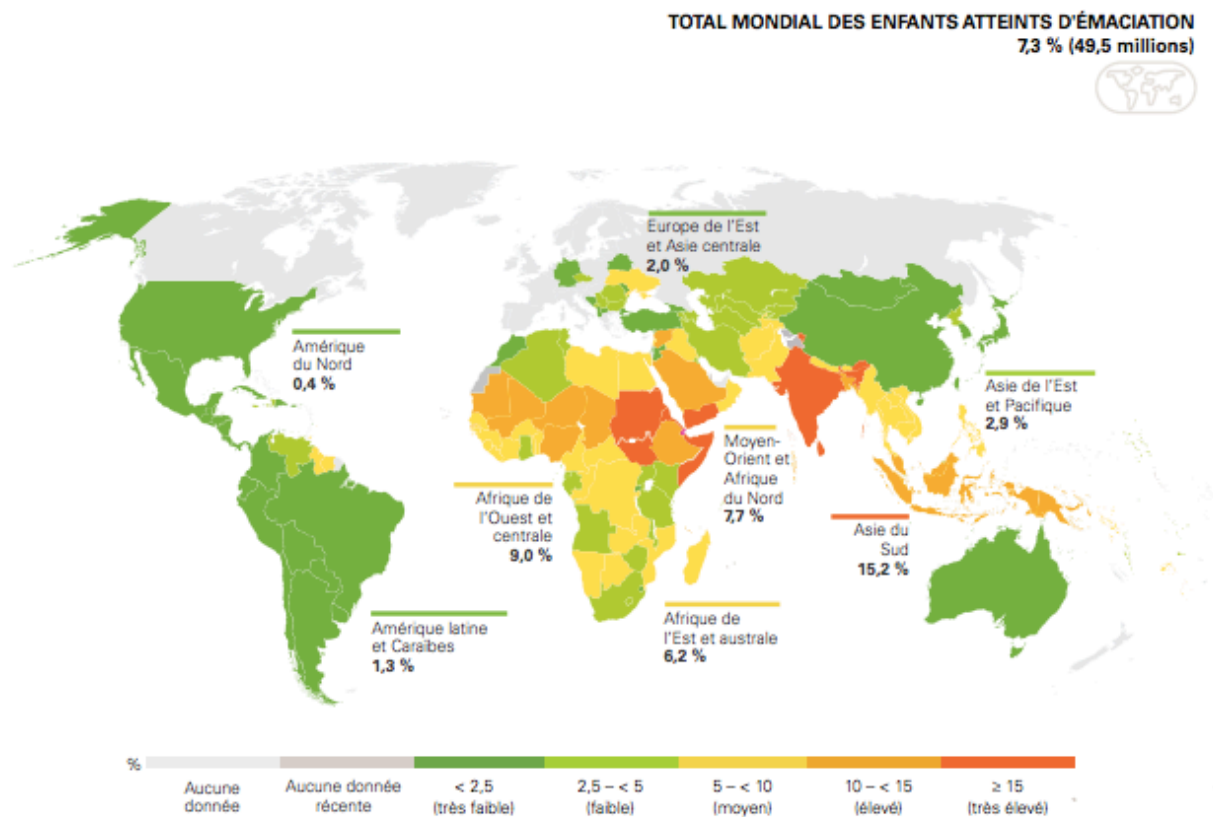 TOTAL MONDIAL DES ENFANTS ATTEINTS D'ÉMACIATION
7,3 % (49,5 millions)
Europe de l'Est
et Asie centrale
2,0 %
Amérique
du Nord
0,4 %
Asie de l'Est
et Pacifique
2,9 %
Moyen-
Orient et
Afrique
du Nord
7,7 %
Afrique de
l'Ouest et
centrale
9,0 %
Asie du
Sud
15,2 %
Afrique de
l'Est et australe
6,2 %
Amérique latine
et Caraïbes
1,3 %
%
Aucune
donnée
Aucune donnée
récente
< 2,5
(très faible)
2,5 – < 5
(faible)
5 – < 10
(moyen)
10 – < 15
(élevé)
≥ 15
(très élevé)